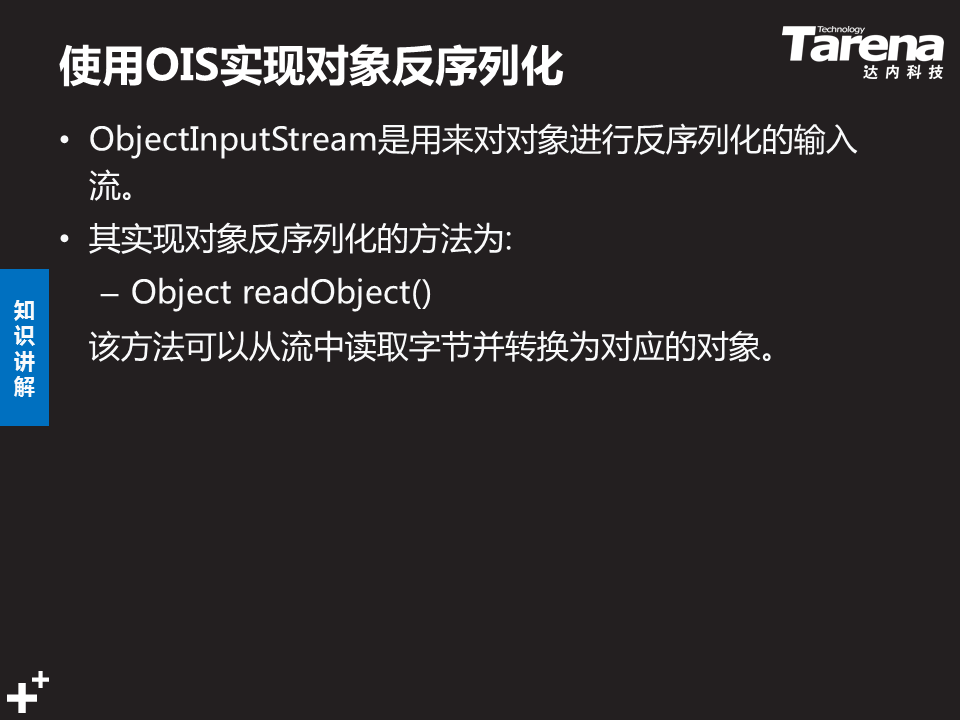 使用OIS实现对象反序列化
Technology
Tarena
达内科技
• ObjectInputStream是用来对对象进行反序列化的输入
流。
• 其实现对象反序列化的方法为:
– Object readObject()
该方法可以从流中读取字节并转换为对应的对象。
知
识
讲
解